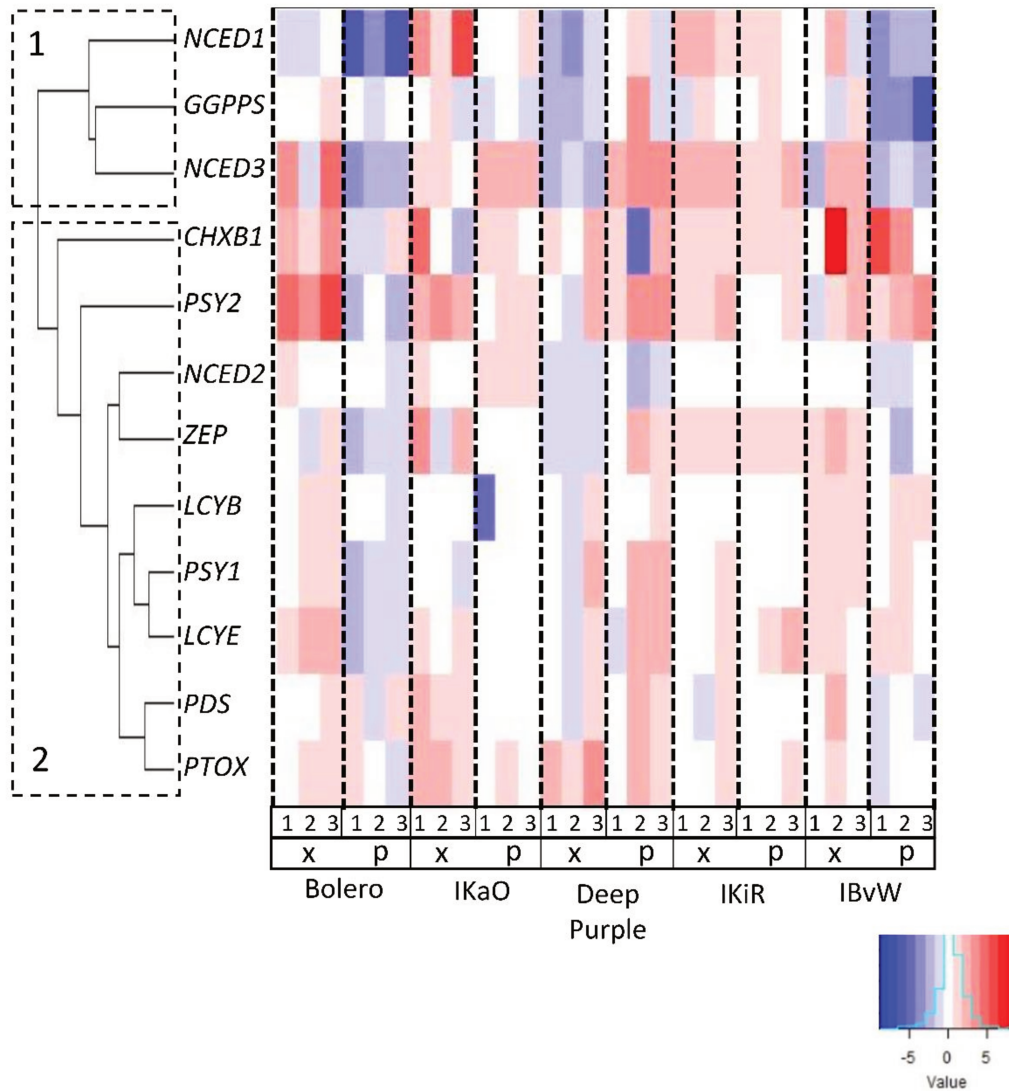 1
NCED1
GGPPS
NCED3
CHXB1
PSY2
NCED2
ZEP
LCYB
PSY1
LCYE
PDS
2
PTOX
1 2 3 1 2 3 1 2 3 1 2 3 1 2 3 1 2 3 1 2 3 1 2 3 1 2 3 1 2 3
x p x p x p x p x p
Bolero IKaO Deep Purple IKiR IBvW
-5 0 5
Value